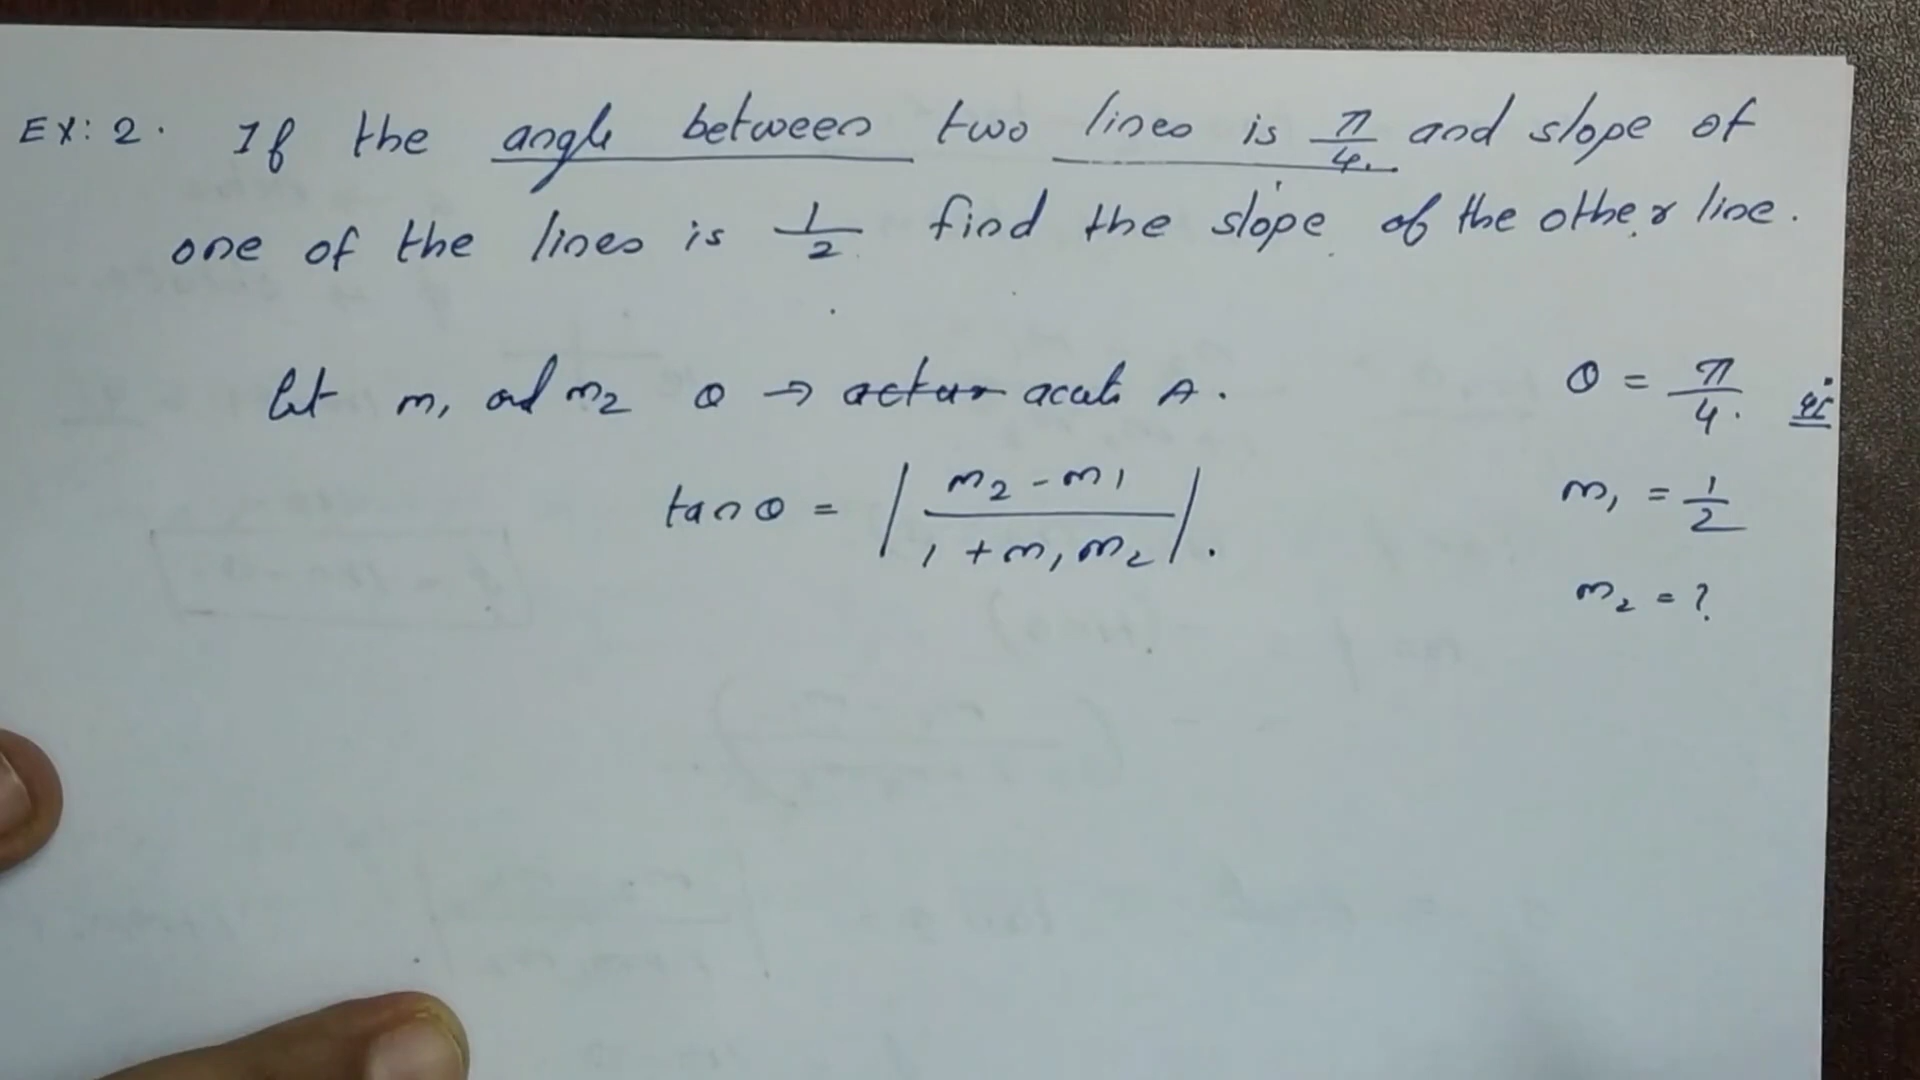 EX: 2. If the angle between two lines is π/4 and slope of
one of the lines is 1/2 find the slope of the other line.
let m1 and m2 θ → acute A.
θ = π/4.
tan θ = | (m2 - m1) / (1 + m1 m2) |.
m1 = 1/2
m2 = ?